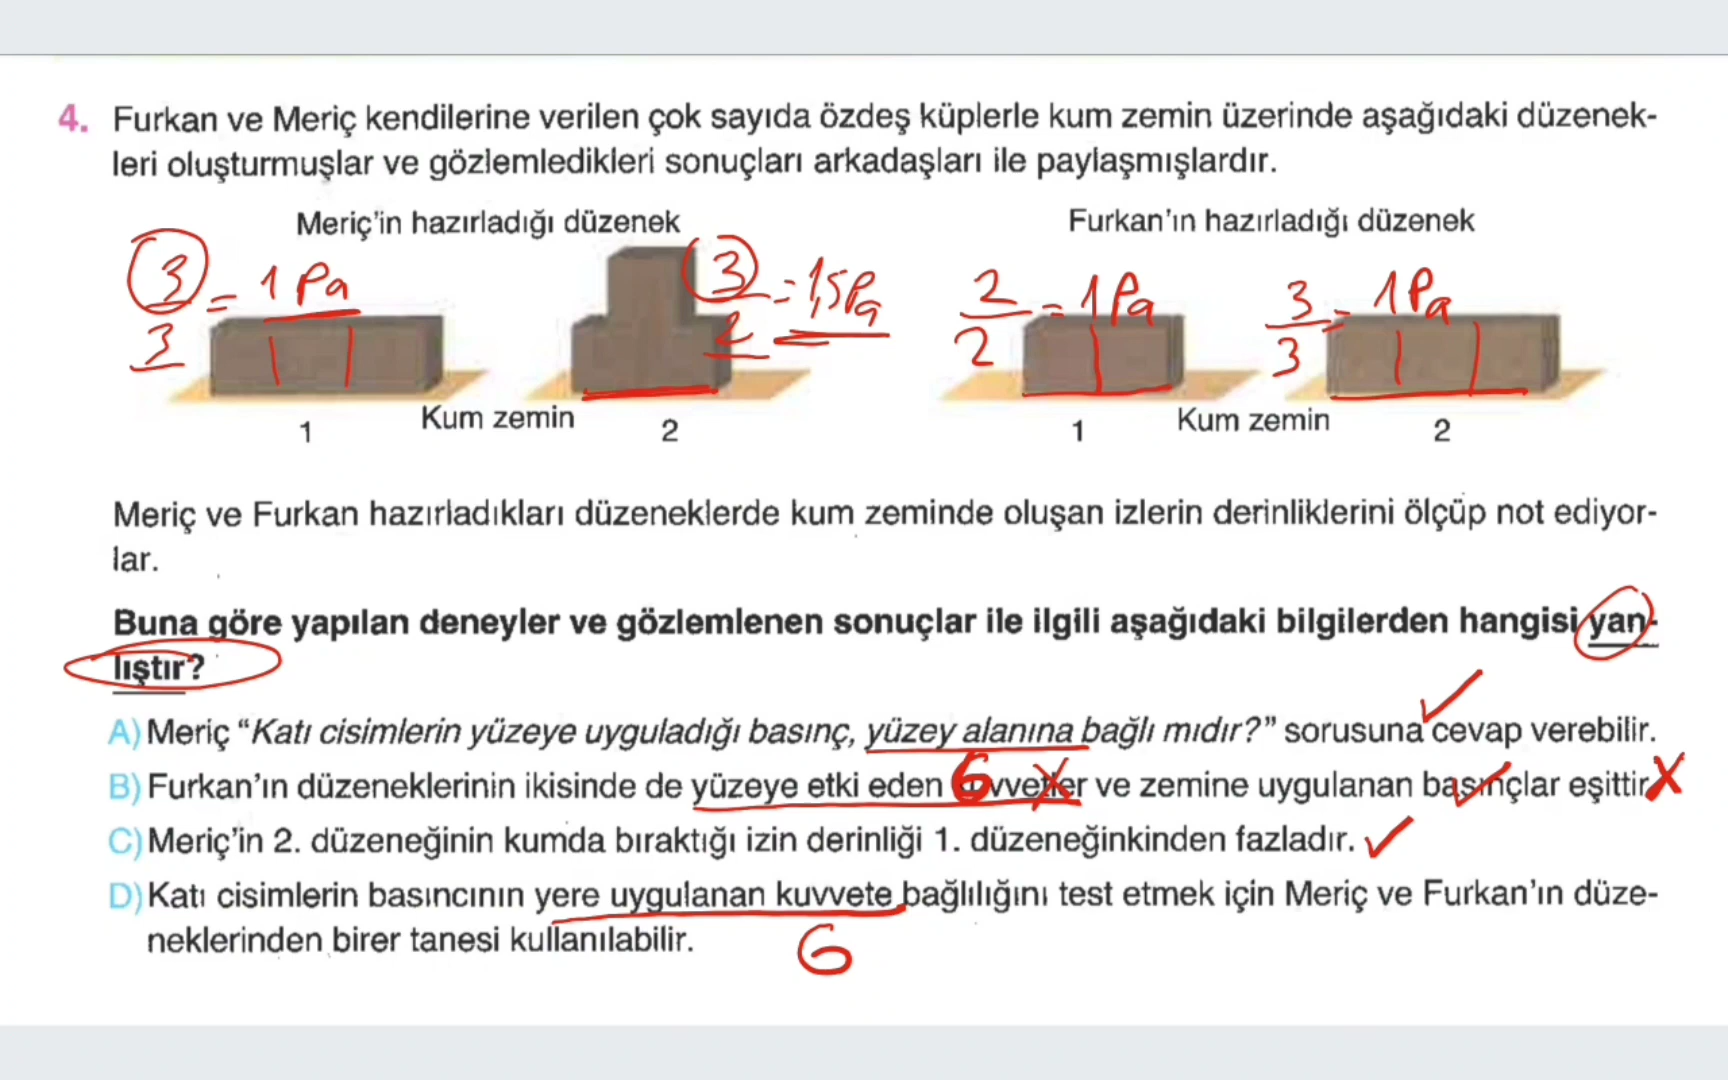 4. Furkan ve Meriç kendilerine verilen çok sayıda özdeş küplerle kum zemin üzerinde aşağıdaki düzenek-
leri oluşturmuşlar ve gözlemledikleri sonuçları arkadaşları ile paylaşmışlardır.
Meriç'in hazırladığı düzenek
Furkan'ın hazırladığı düzenek
3/3 = 1 Pa
3/2 = 1,5 Pa
2/2 = 1 Pa
3/3 = 1 Pa
1 Kum zemin 2
1 Kum zemin 2
Meriç ve Furkan hazırladıkları düzeneklerde kum zeminde oluşan izlerin derinliklerini ölçüp not ediyor-
lar.
Buna göre yapılan deneyler ve gözlemlenen sonuçlar ile ilgili aşağıdaki bilgilerden hangisi yan-
lıştır?
A) Meriç “Katı cisimlerin yüzeye uyguladığı basınç, yüzey alanına bağlı mıdır?” sorusuna cevap verebilir.
B) Furkan'ın düzeneklerinin ikisinde de yüzeye etki eden kuvvetler ve zemine uygulanan basınçlar eşittir
G
C) Meriç'in 2. düzeneğinin kumda bıraktığı izin derinliği 1. düzeneğinkinden fazladır.
D) Katı cisimlerin basıncının yere uygulanan kuvvete bağlılığını test etmek için Meriç ve Furkan'ın düze-
neklerinden birer tanesi kullanılabilir.
G